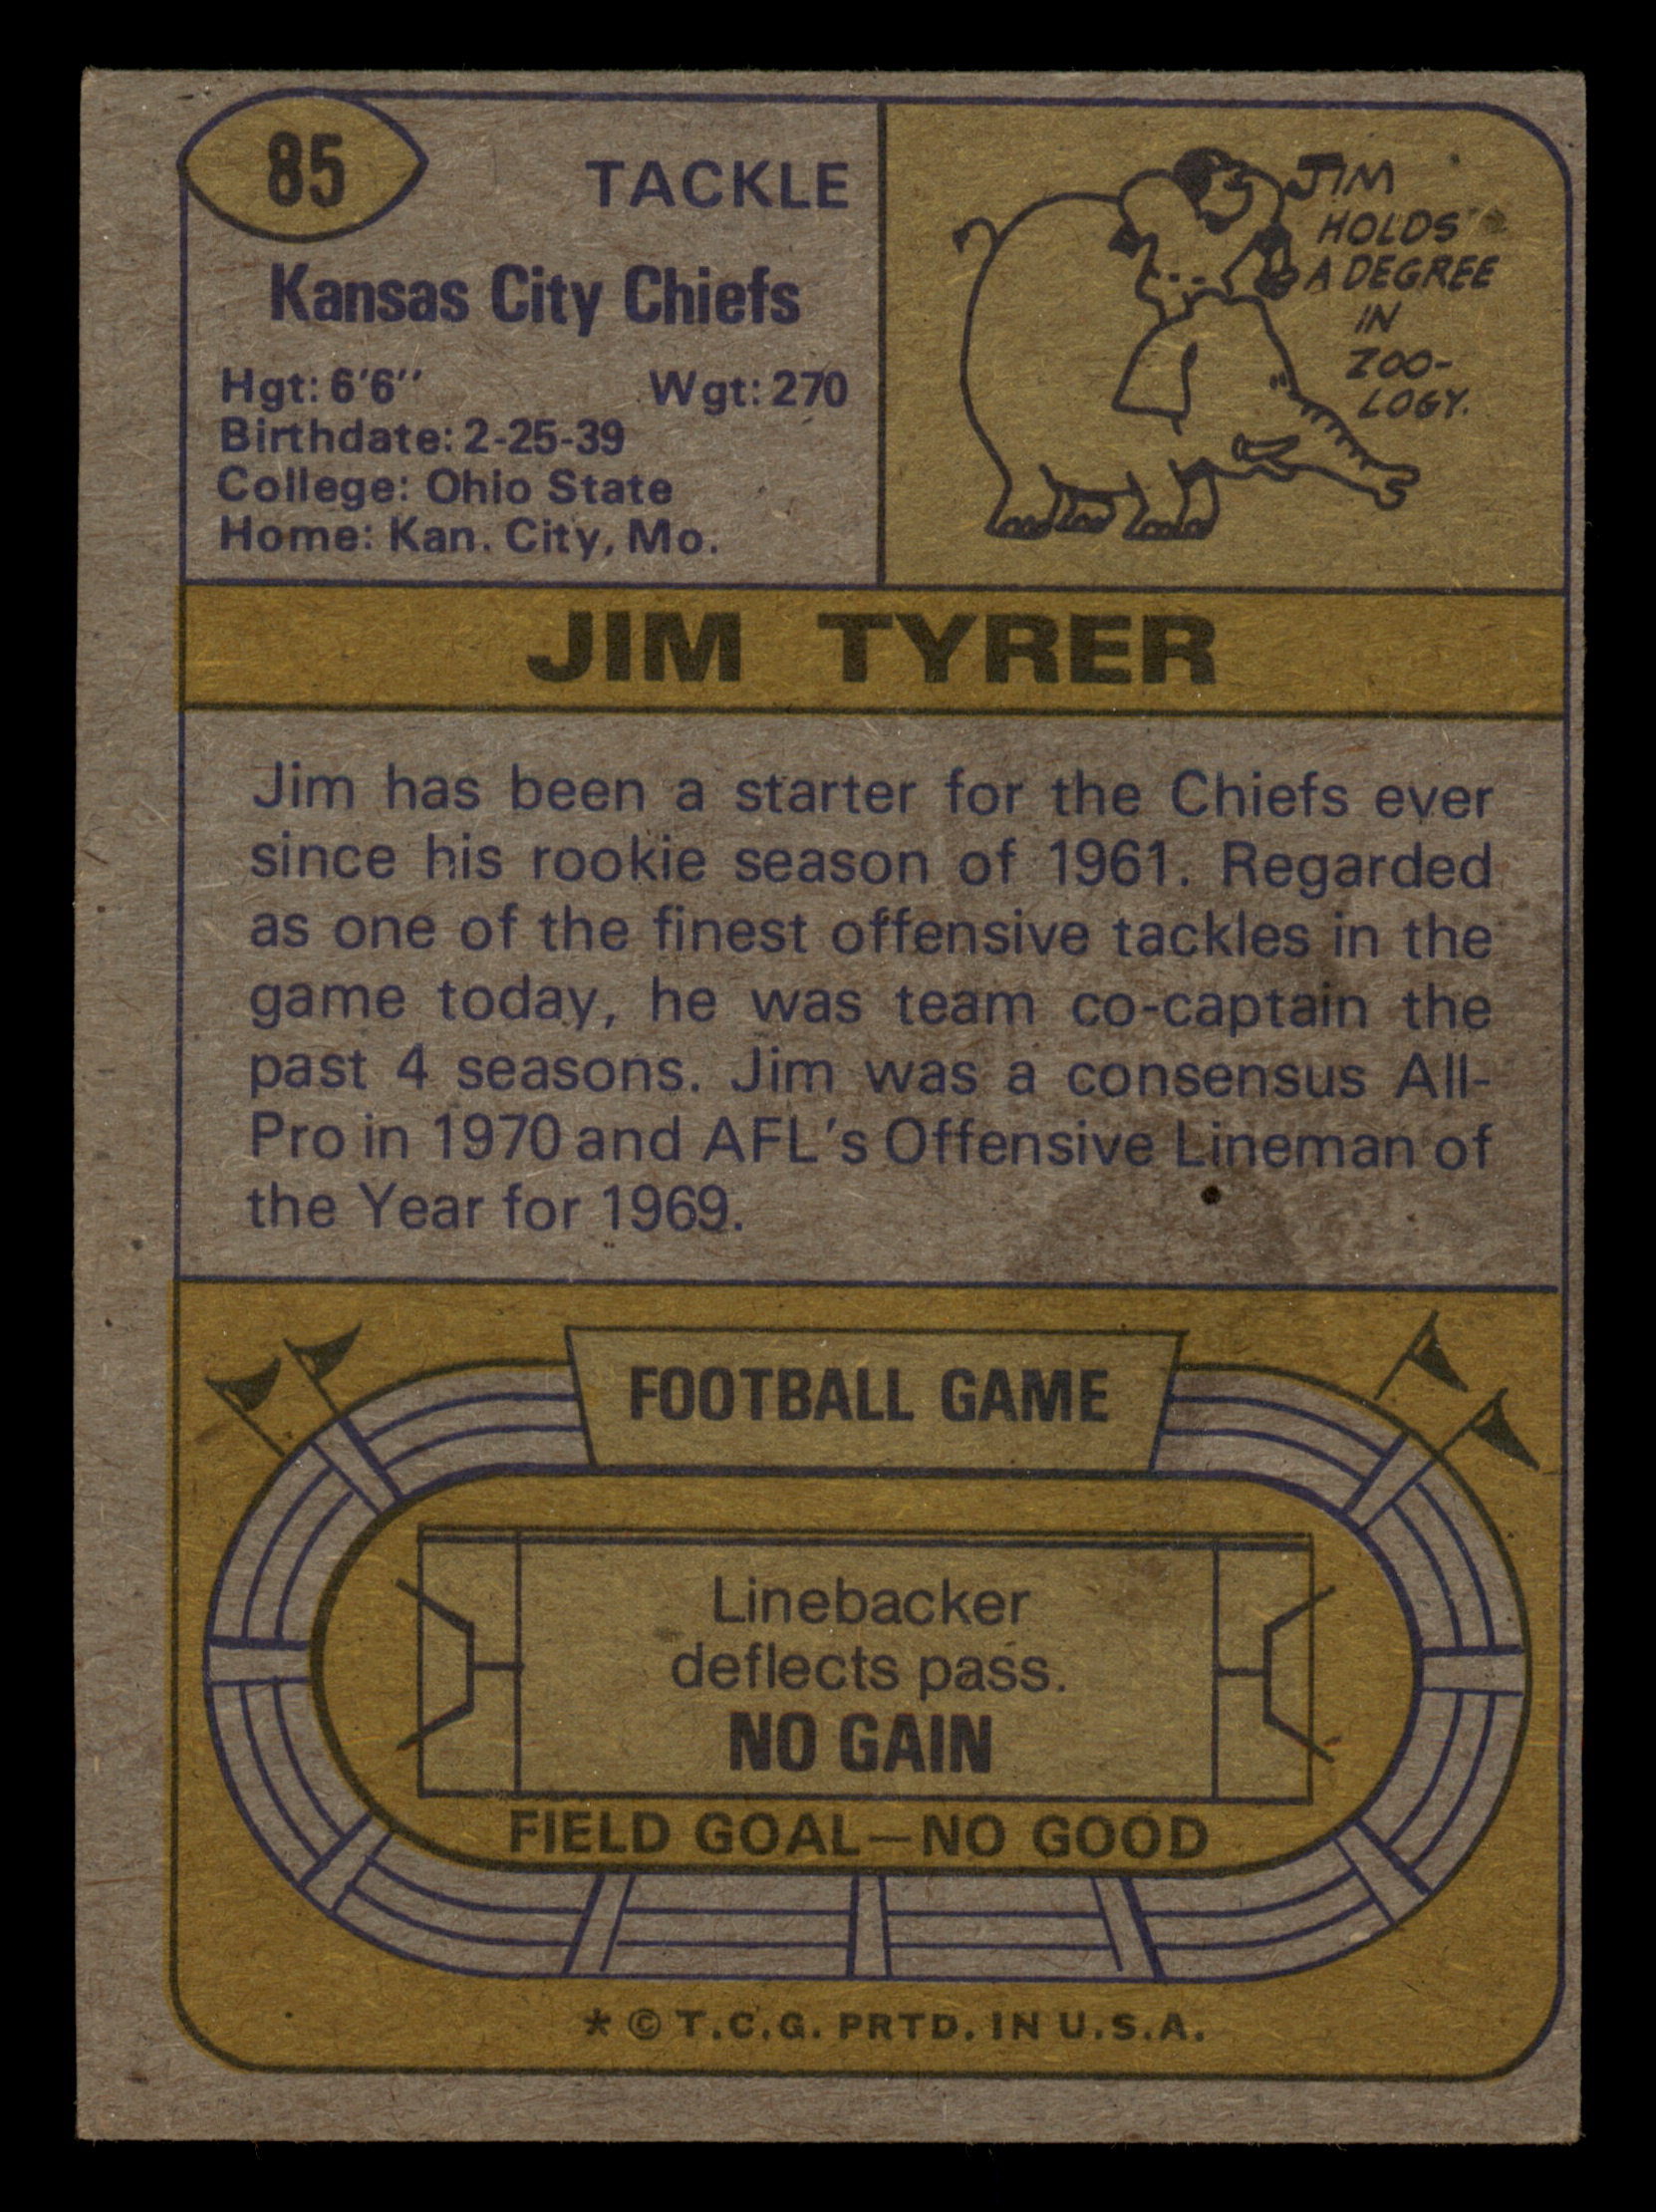 85
TACKLE
Kansas City Chiefs
Hgt: 6'6'' Wgt: 270
Birthdate: 2-25-39
College: Ohio State
Home: Kan. City, Mo.
JIM
HOLDS
A DEGREE
IN
ZOO-
LOGY.
JIM TYRER
Jim has been a starter for the Chiefs ever
since his rookie season of 1961. Regarded
as one of the finest offensive tackles in the
game today, he was team co-captain the
past 4 seasons. Jim was a consensus All-
Pro in 1970 and AFL's Offensive Lineman of
the Year for 1969.
FOOTBALL GAME
Linebacker
deflects pass.
NO GAIN
FIELD GOAL—NO GOOD
* © T.C.G. PRTD. IN U.S.A.